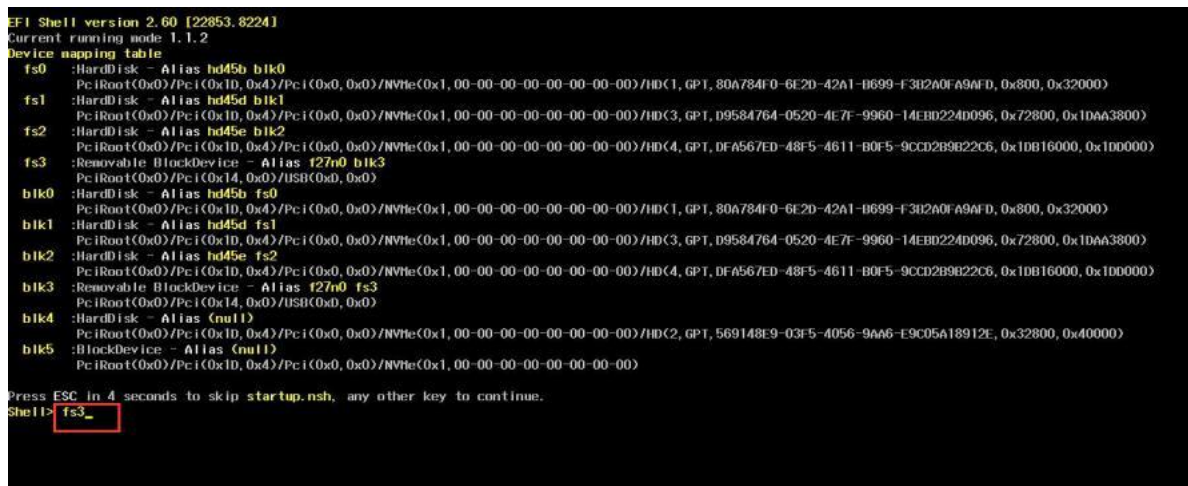 EFI Shell version 2.60 [22853.8224]
Current running mode 1.1.2
Device mapping table
fs0 :HardDisk - Alias hd45b blk0
PciRoot(0x0)/Pci(0x1D,0x4)/Pci(0x0,0x0)/NVMe(0x1,00-00-00-00-00-00-00-00)/HD(1,GPT,80A784F0-6E2D-42A1-B699-F3B2A0FA9AFD,0x800,0x32000)
fs1 :HardDisk - Alias hd45d blk1
PciRoot(0x0)/Pci(0x1D,0x4)/Pci(0x0,0x0)/NVMe(0x1,00-00-00-00-00-00-00-00)/HD(3,GPT,D9584764-0520-4E7F-9960-14EBD224D096,0x72800,0x1DAA3800)
fs2 :HardDisk - Alias hd45e blk2
PciRoot(0x0)/Pci(0x1D,0x4)/Pci(0x0,0x0)/NVMe(0x1,00-00-00-00-00-00-00-00)/HD(4,GPT,DFA567ED-48F5-4611-B0F5-9CCD2B9B22C6,0x1DB16000,0x1DD000)
fs3 :Removable BlockDevice - Alias f27n0 blk3
PciRoot(0x0)/Pci(0x14,0x0)/USB(0xD,0x0)
blk0 :HardDisk - Alias hd45b fs0
PciRoot(0x0)/Pci(0x1D,0x4)/Pci(0x0,0x0)/NVMe(0x1,00-00-00-00-00-00-00-00)/HD(1,GPT,80A784F0-6E2D-42A1-B699-F3B2A0FA9AFD,0x800,0x32000)
blk1 :HardDisk - Alias hd45d fs1
PciRoot(0x0)/Pci(0x1D,0x4)/Pci(0x0,0x0)/NVMe(0x1,00-00-00-00-00-00-00-00)/HD(3,GPT,D9584764-0520-4E7F-9960-14EBD224D096,0x72800,0x1DAA3800)
blk2 :HardDisk - Alias hd45e fs2
PciRoot(0x0)/Pci(0x1D,0x4)/Pci(0x0,0x0)/NVMe(0x1,00-00-00-00-00-00-00-00)/HD(4,GPT,DFA567ED-48F5-4611-B0F5-9CCD2B9B22C6,0x1DB16000,0x1DD000)
blk3 :Removable BlockDevice - Alias f27n0 fs3
PciRoot(0x0)/Pci(0x14,0x0)/USB(0xD,0x0)
blk4 :HardDisk - Alias (null)
PciRoot(0x0)/Pci(0x1D,0x4)/Pci(0x0,0x0)/NVMe(0x1,00-00-00-00-00-00-00-00)/HD(2,GPT,569148E9-03F5-4056-9AA6-E9C05A18912E,0x32800,0x40000)
blk5 :BlockDevice - Alias (null)
PciRoot(0x0)/Pci(0x1D,0x4)/Pci(0x0,0x0)/NVMe(0x1,00-00-00-00-00-00-00-00)
Press ESC in 4 seconds to skip startup.nsh, any other key to continue.
Shell> fs3_